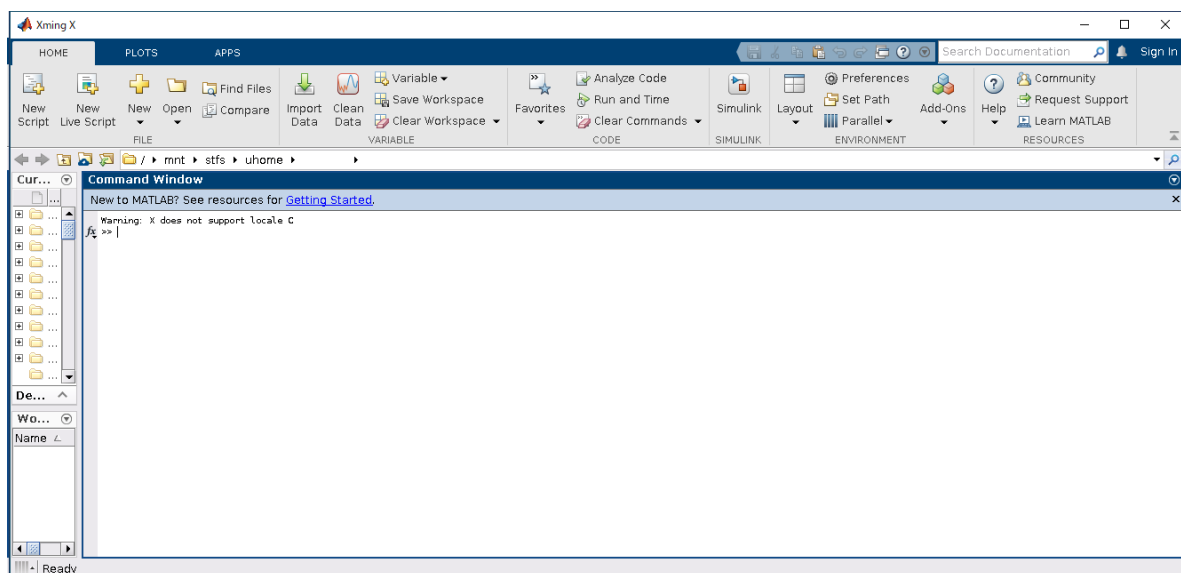 Xming X
HOME PLOTS APPS Search Documentation Sign In
New Script
New Live Script
New
Open
Find Files
Compare
FILE
Import Data
Clean Data
Variable
Save Workspace
Clear Workspace
VARIABLE
Favorites
Analyze Code
Run and Time
Clear Commands
CODE
Simulink
SIMULINK
Layout
Preferences
Set Path
Parallel
Add-Ons
ENVIRONMENT
Help
Community
Request Support
Learn MATLAB
RESOURCES
/ mnt stfs uhome
Cur...
Command Window
New to MATLAB? See resources for Getting Started.
Warning: X does not support locale C
fx >>
...
...
...
...
...
...
...
...
...
...
...
...
De...
Wo...
Name
Ready